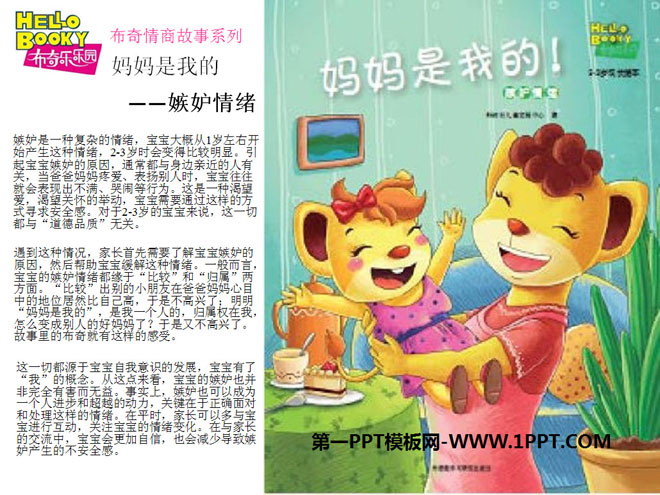 HELLO
BOOKY
布奇乐乐园
布奇情商故事系列
妈妈是我的
——嫉妒情绪
嫉妒是一种复杂的情绪，宝宝大概从1岁左右开
始产生这种情绪，2-3岁时会变得比较明显。引
起宝宝嫉妒的原因，通常都与身边亲近的人有
关，当爸爸妈妈疼爱、表扬别人时，宝宝往往
就会表现出不满、哭闹等行为。这是一种渴望
爱，渴望关怀的举动，宝宝需要通过这样的方
式寻求安全感。对于2-3岁的宝宝来说，这一切
都与“道德品质”无关。
遇到这种情况，家长首先需要了解宝宝嫉妒的
原因，然后帮助宝宝缓解这种情绪。一般而言，
宝宝的嫉妒情绪都缘于“比较”和“归属”两
方面。“比较”出别的小朋友在爸爸妈妈心目
中的地位居然比自己高，于是不高兴了；明明
“妈妈是我的”，是我一个人的，归属权在我，
怎么变成别人的好妈妈了？于是又不高兴了。
故事里的布奇就有这样的感受。
这一切都源于宝宝自我意识的发展，宝宝有了
“我”的概念。从这点来看，宝宝的嫉妒也并
非完全有害而无益。事实上，嫉妒也可以成为
一个人进步和超越的动力，关键在于正确面对
和处理这样的情绪。在平时，家长可以多与宝
宝进行互动，关注宝宝的情绪变化。在与家长
的交流中，宝宝会更加自信，也会减少导致嫉
妒产生的不安全感。
HELLO
BOOKY
布奇乐乐园
妈妈是我的！
嫉妒情绪
第一PPT模板网-WWW.1PPT.COM
外语教学与研究出版社